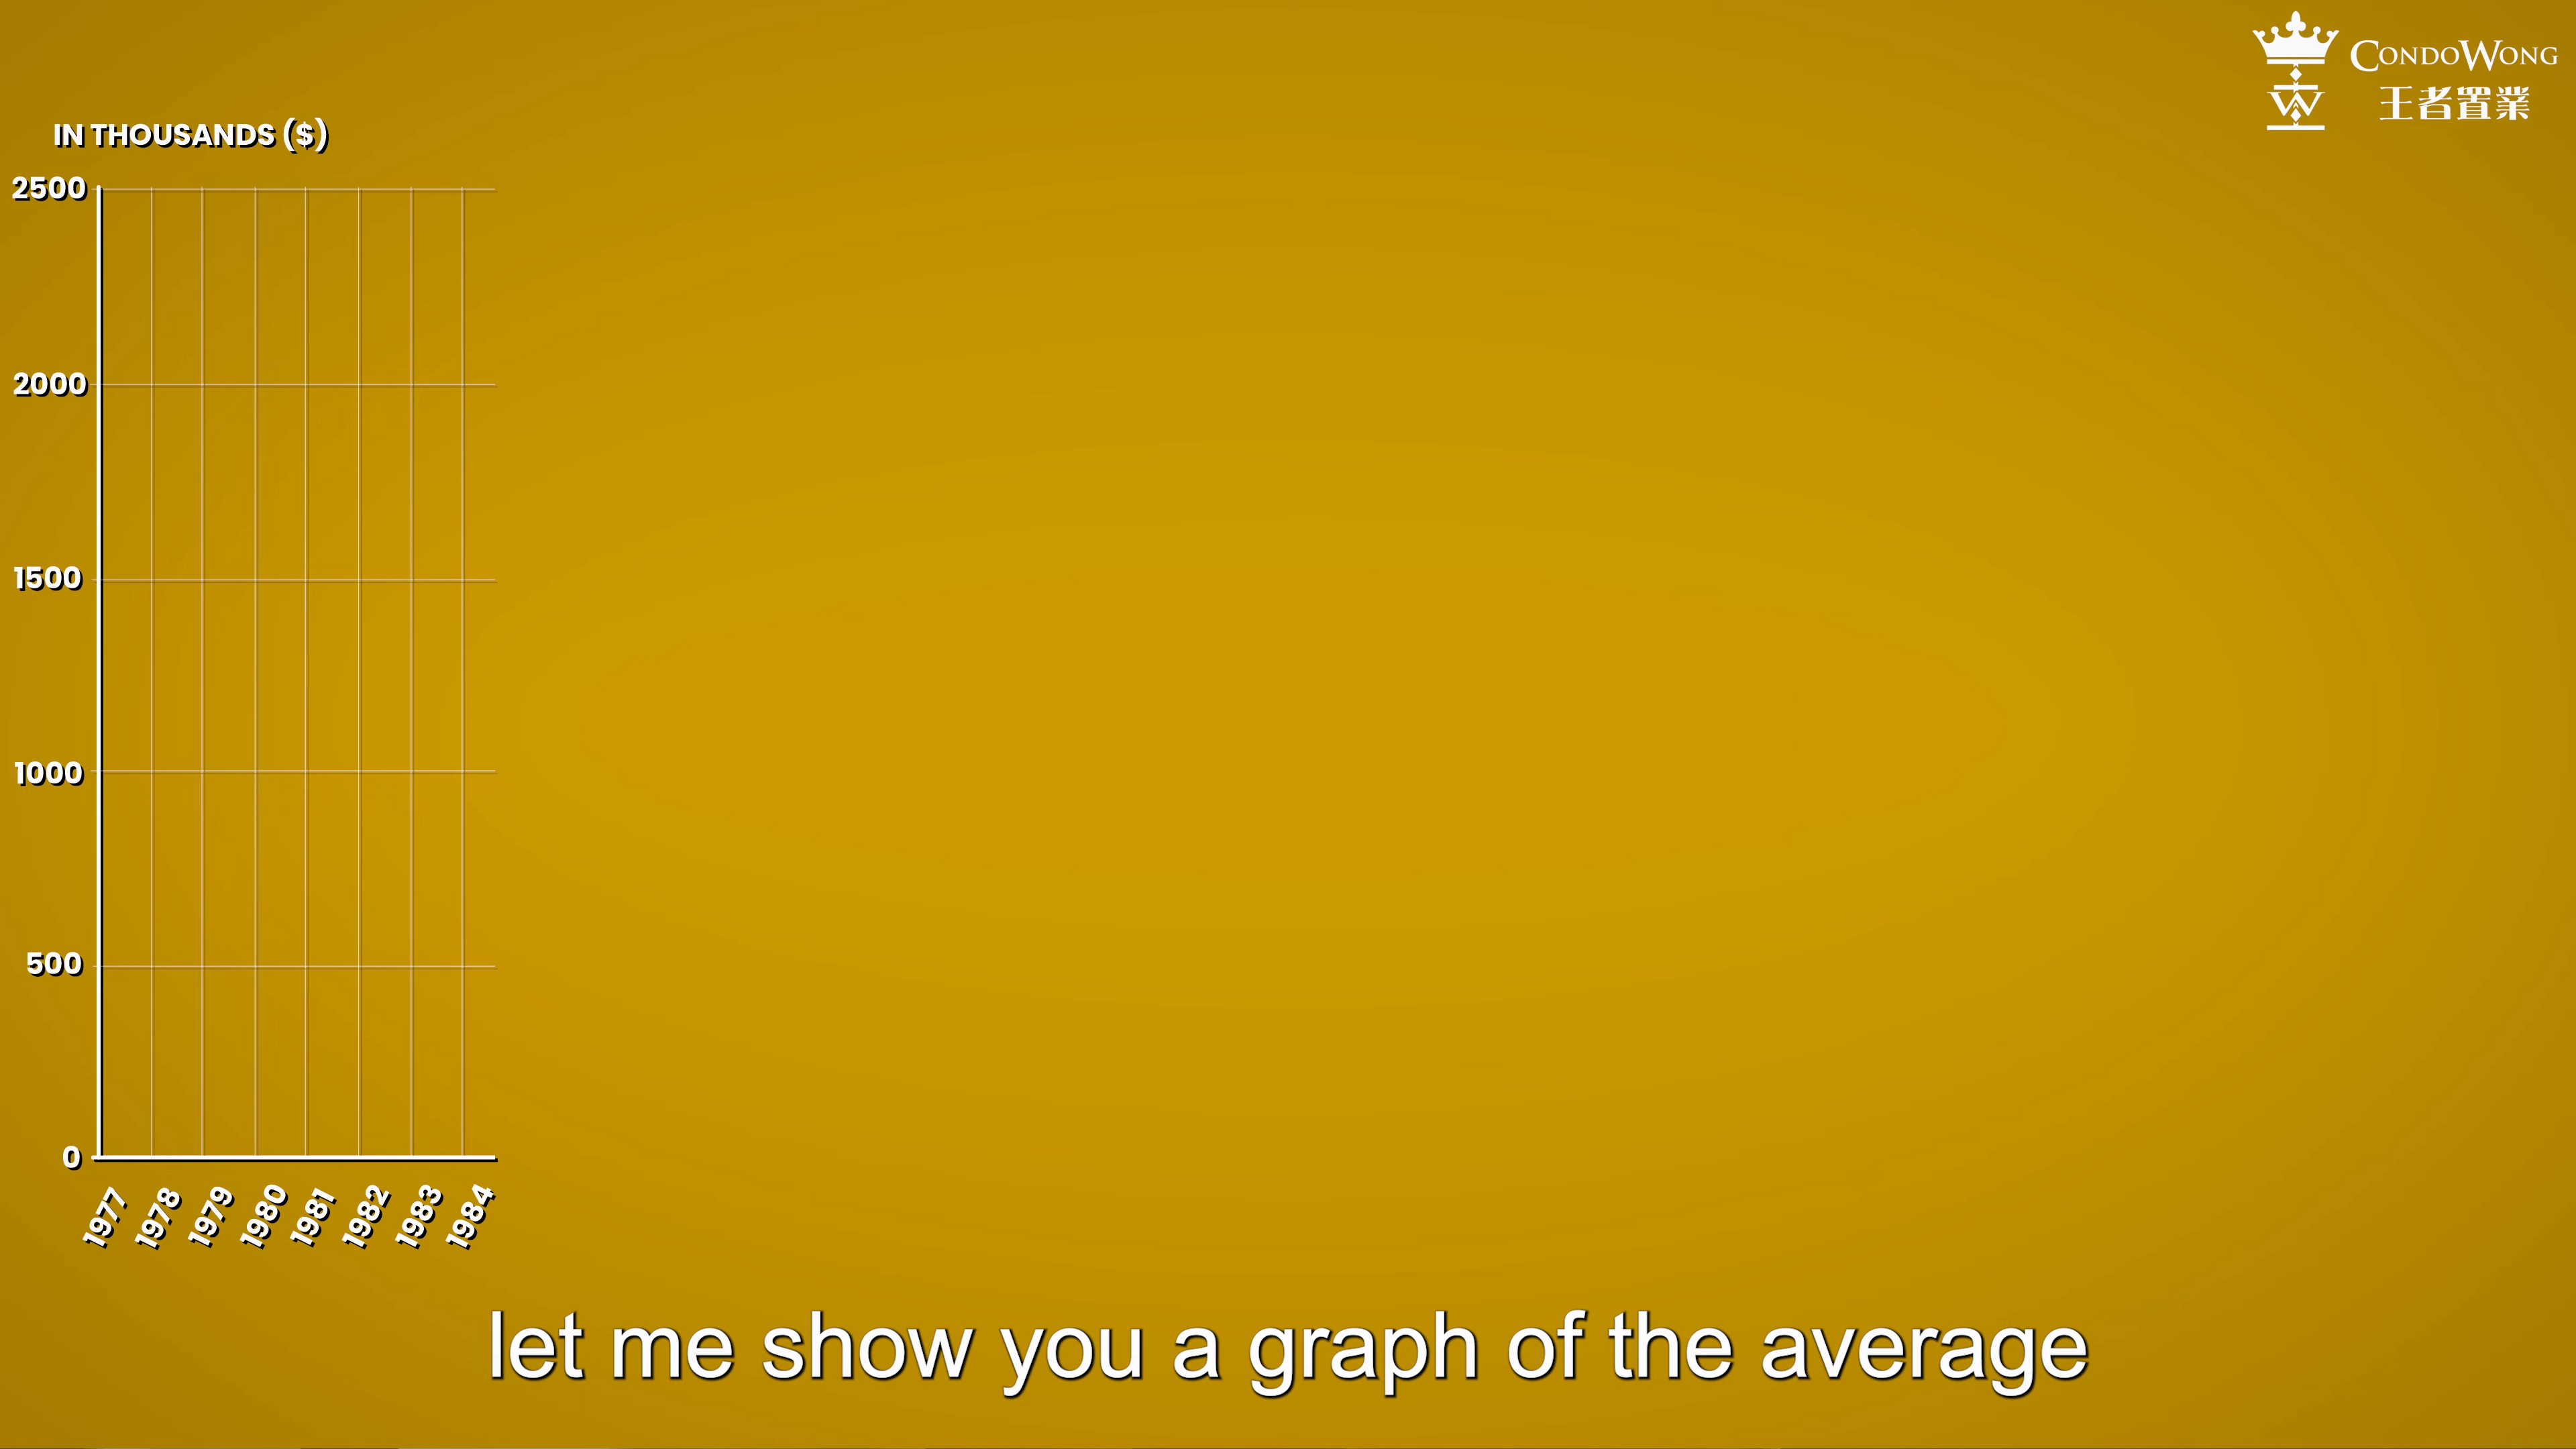 CONDOWONG
王者置業
IN THOUSANDS ($)
2500
2000
1500
1000
500
0
1977 1978 1979 1980 1981 1982 1983 1984
let me show you a graph of the average